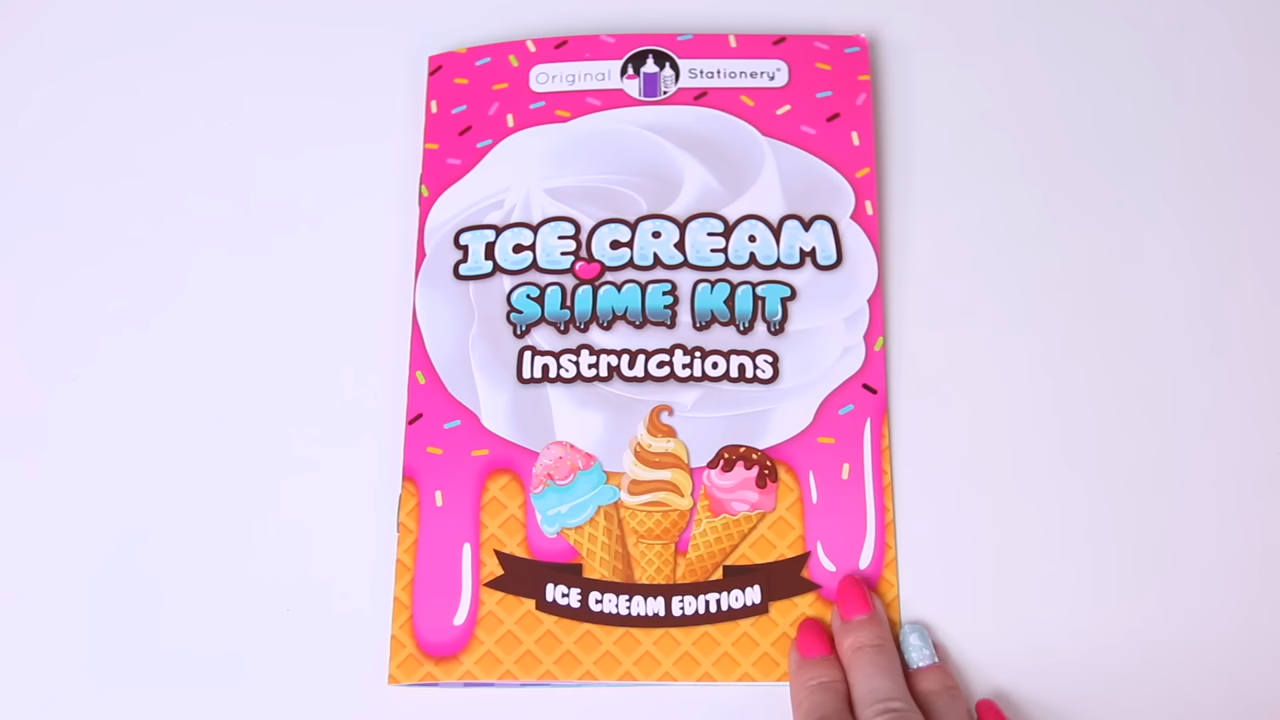 Original Stationery
ICE CREAM
SLIME KIT
Instructions
ICE CREAM EDITION